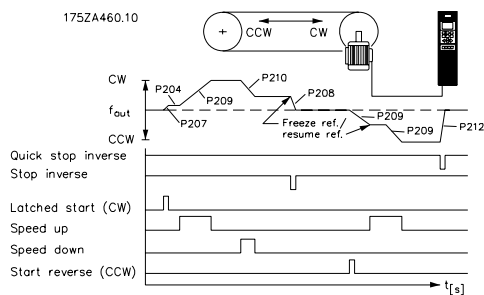 175ZA460.10
CCW
CW
CW
P204
P210
P209
P208
f out
P207
Freeze ref./
resume ref.
P209
P209
P212
CCW
Quick stop inverse
Stop inverse
Latched start (CW)
Speed up
Speed down
Start reverse (CCW)
t[s]